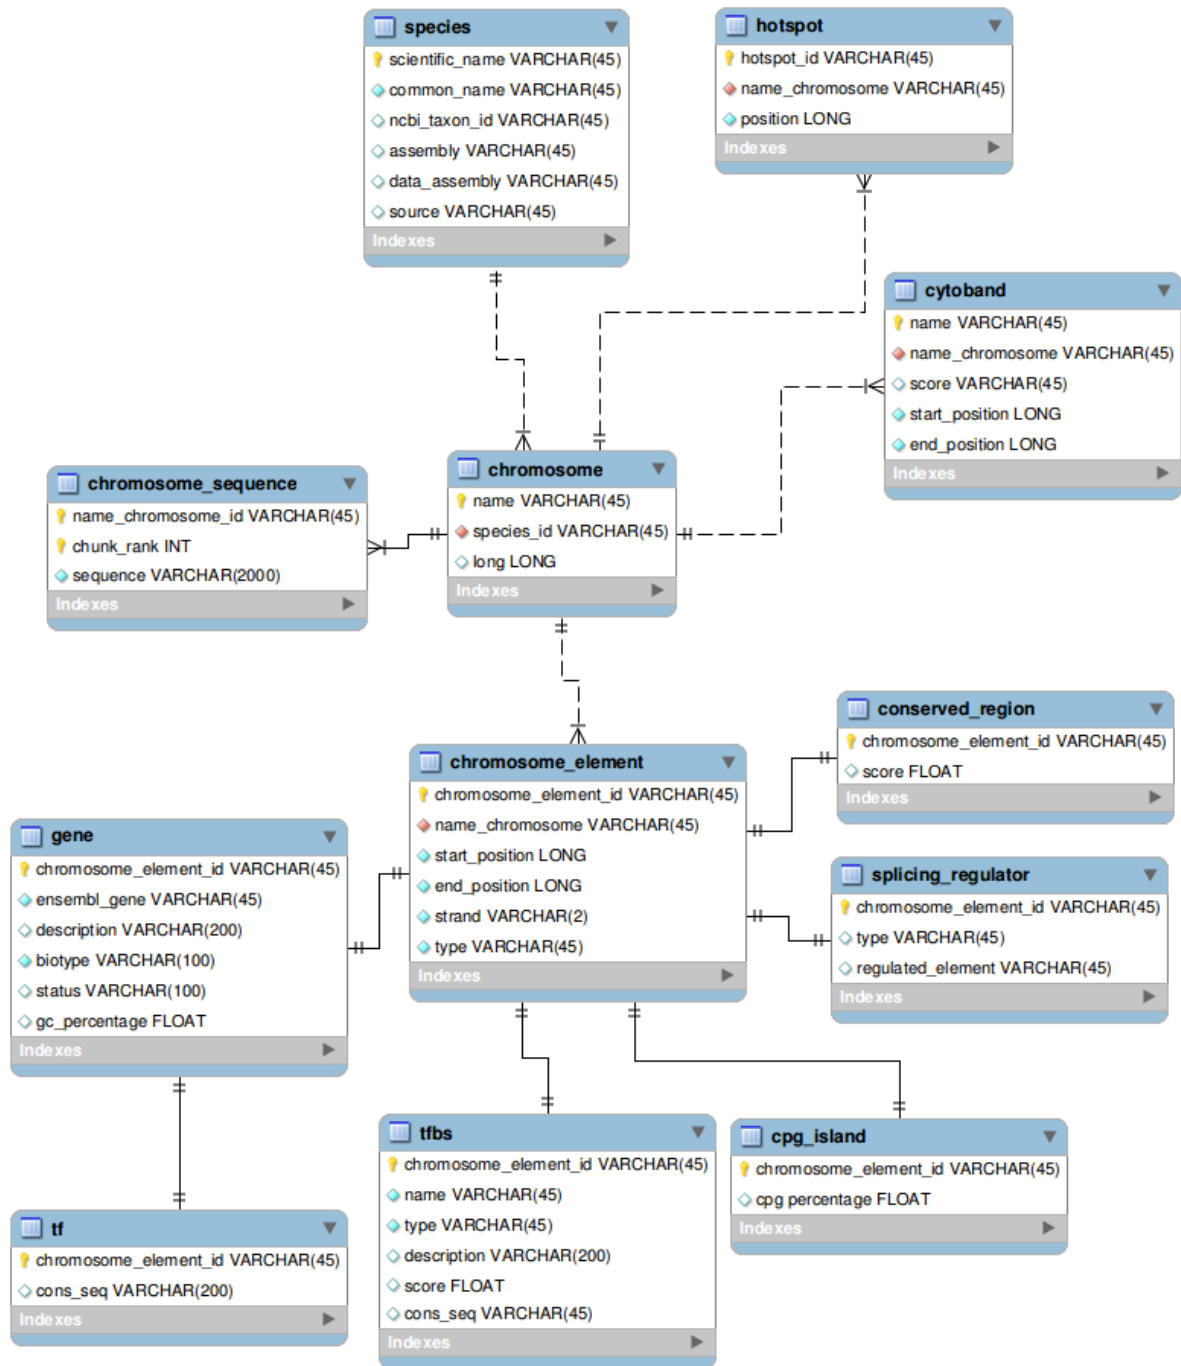 species
scientific_name VARCHAR(45)
common_name VARCHAR(45)
ncbi_taxon_id VARCHAR(45)
assembly VARCHAR(45)
data_assembly VARCHAR(45)
source VARCHAR(45)
Indexes
hotspot
hotspot_id VARCHAR(45)
name_chromosome VARCHAR(45)
position LONG
Indexes
cytoband
name VARCHAR(45)
name_chromosome VARCHAR(45)
score VARCHAR(45)
start_position LONG
end_position LONG
Indexes
chromosome_sequence
name_chromosome_id VARCHAR(45)
chunk_rank INT
sequence VARCHAR(2000)
Indexes
chromosome
name VARCHAR(45)
species_id VARCHAR(45)
long LONG
Indexes
conserved_region
chromosome_element_id VARCHAR(45)
score FLOAT
Indexes
chromosome_element
chromosome_element_id VARCHAR(45)
name_chromosome VARCHAR(45)
start_position LONG
end_position LONG
strand VARCHAR(2)
type VARCHAR(45)
Indexes
gene
chromosome_element_id VARCHAR(45)
ensembl_gene VARCHAR(45)
description VARCHAR(200)
biotype VARCHAR(100)
status VARCHAR(100)
gc_percentage FLOAT
Indexes
splicing_regulator
chromosome_element_id VARCHAR(45)
type VARCHAR(45)
regulated_element VARCHAR(45)
Indexes
tfbs
chromosome_element_id VARCHAR(45)
name VARCHAR(45)
type VARCHAR(45)
description VARCHAR(200)
score FLOAT
cons_seq VARCHAR(45)
Indexes
cpg_island
chromosome_element_id VARCHAR(45)
cpg percentage FLOAT
Indexes
tf
chromosome_element_id VARCHAR(45)
cons_seq VARCHAR(200)
Indexes